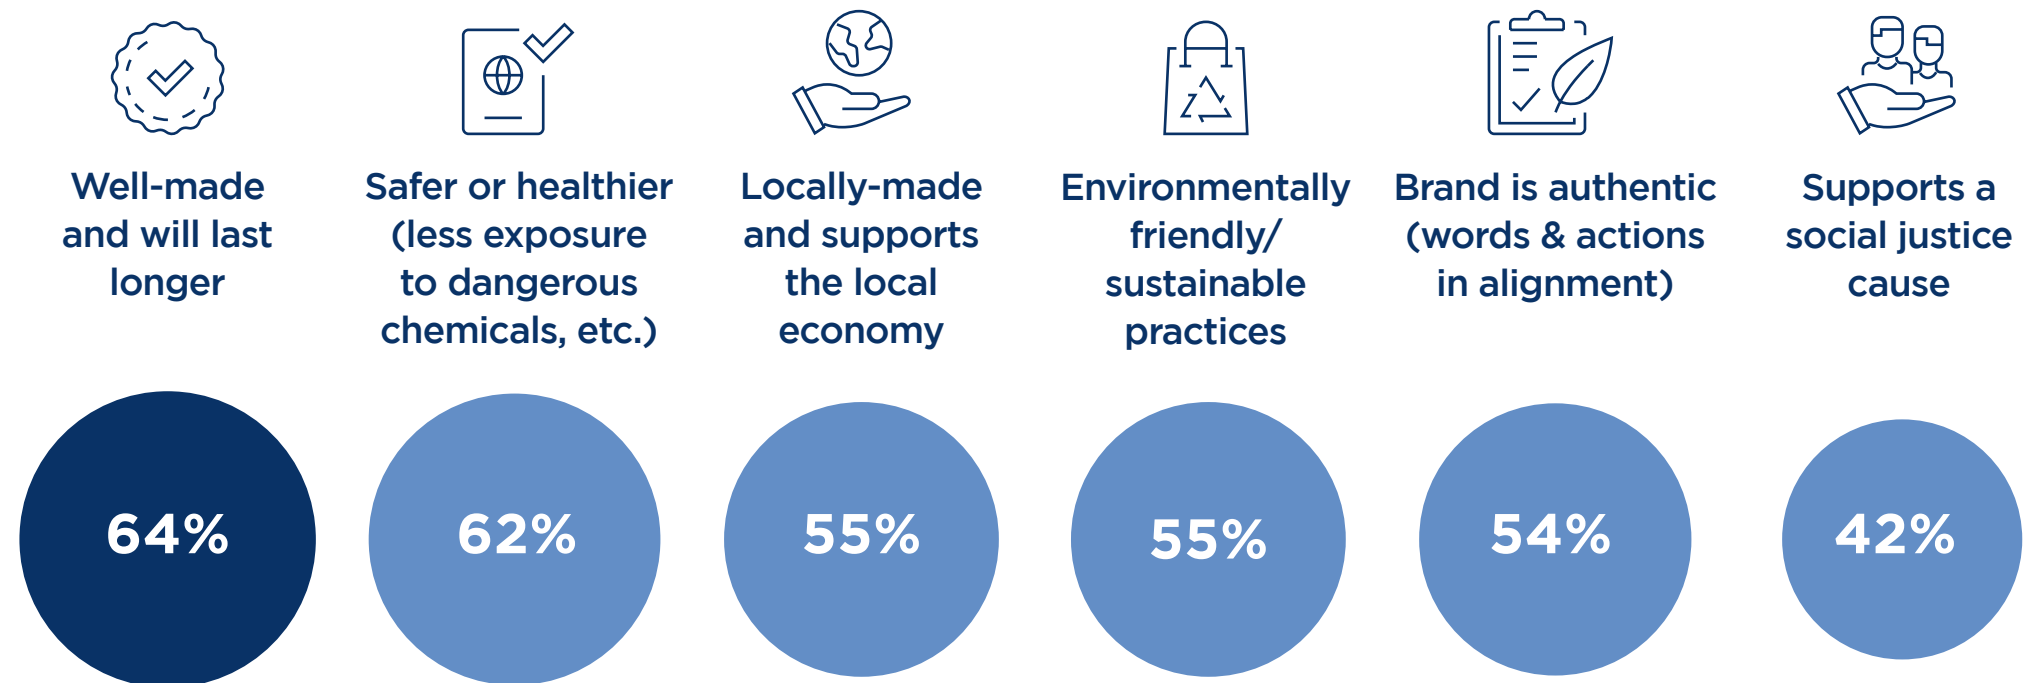 Well-made
and will last
longer
Safer or healthier
(less exposure
to dangerous
chemicals, etc.)
Locally-made
and supports
the local
economy
Environmentally
friendly/
sustainable
practices
Brand is authentic
(words & actions
in alignment)
Supports a
social justice
cause
64%
62%
55%
55%
54%
42%